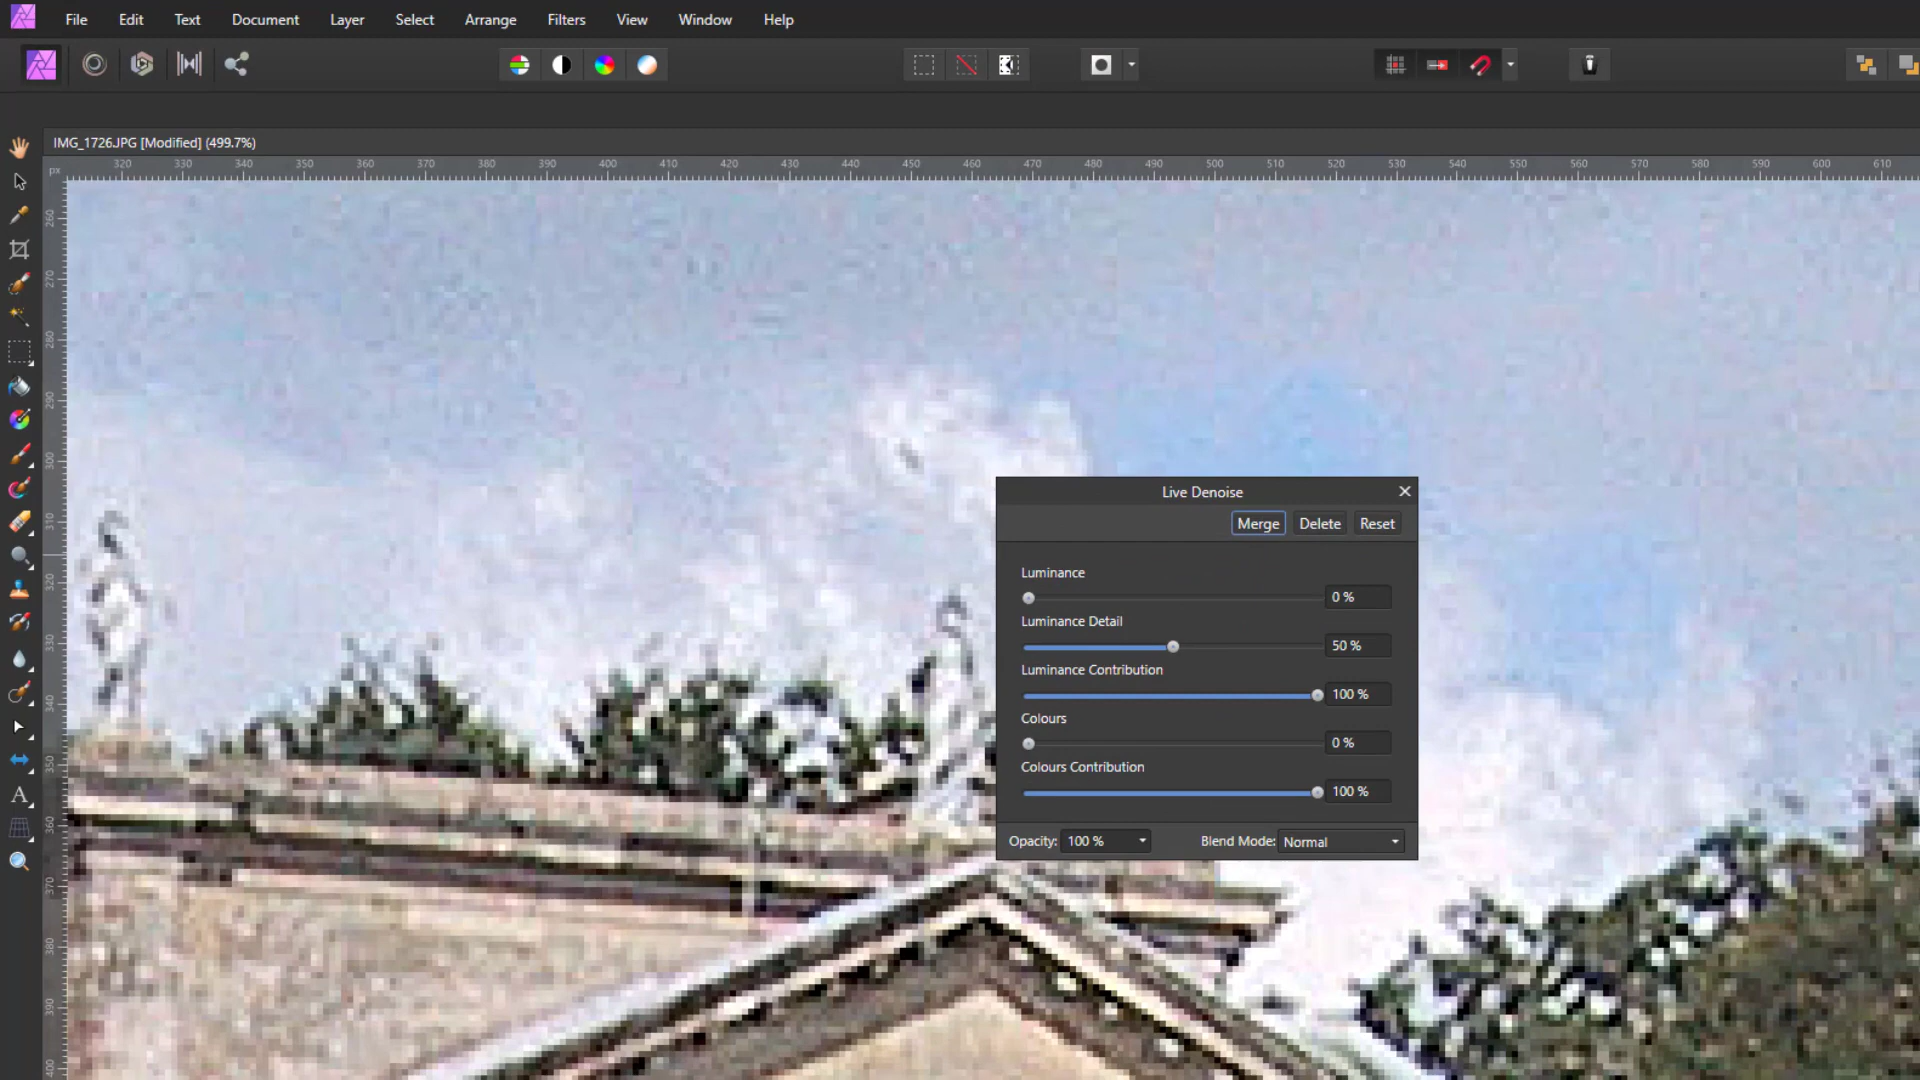 File Edit Text Document Layer Select Arrange Filters View Window Help
IMG_1726.JPG [Modified] (499.7%)
px 320 330 340 350 360 370 380 390 400 410 420 430 440 450 460 470 480 490 500 510 520 530 540 550 560 570 580 590 600 610
260
270
280
290
300
310
320
330
340
350
360
370
380
390
400
Live Denoise
Merge Delete Reset
Luminance
0 %
Luminance Detail
50 %
Luminance Contribution
100 %
Colours
0 %
Colours Contribution
100 %
Opacity: 100 % Blend Mode: Normal